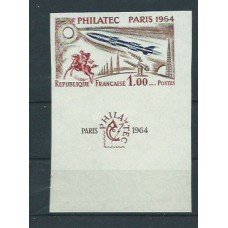 PHILATEC PARIS 1964
REPUBLIQUE FRANÇAISE 1.00 POSTES
PHILATEC
PARIS 1964